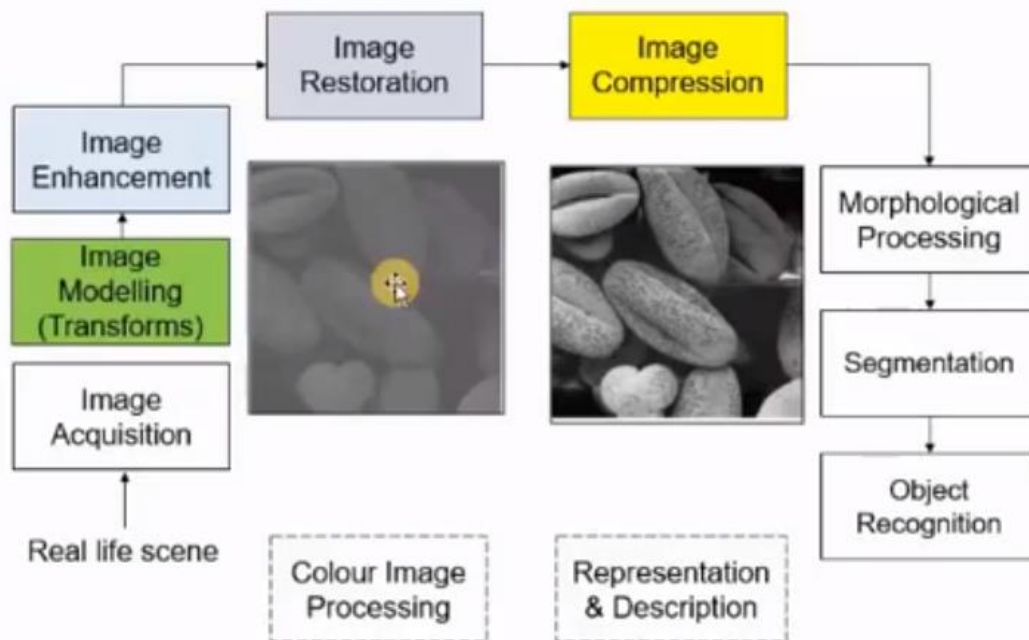 Image
Restoration
Image
Compression
Image
Enhancement
Image
Modelling
(Transforms)
Image
Acquisition
Real life scene
Morphological
Processing
Segmentation
Object
Recognition
Colour Image
Processing
Representation
& Description